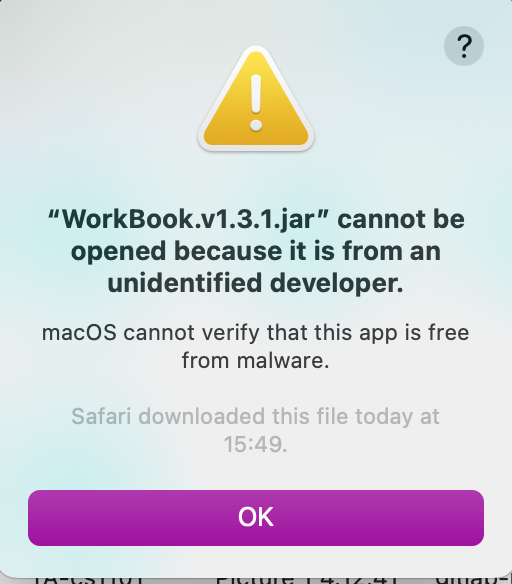 ?
“WorkBook.v1.3.1.jar” cannot be
opened because it is from an
unidentified developer.
macOS cannot verify that this app is free
from malware.
Safari downloaded this file today at
15:49.
OK